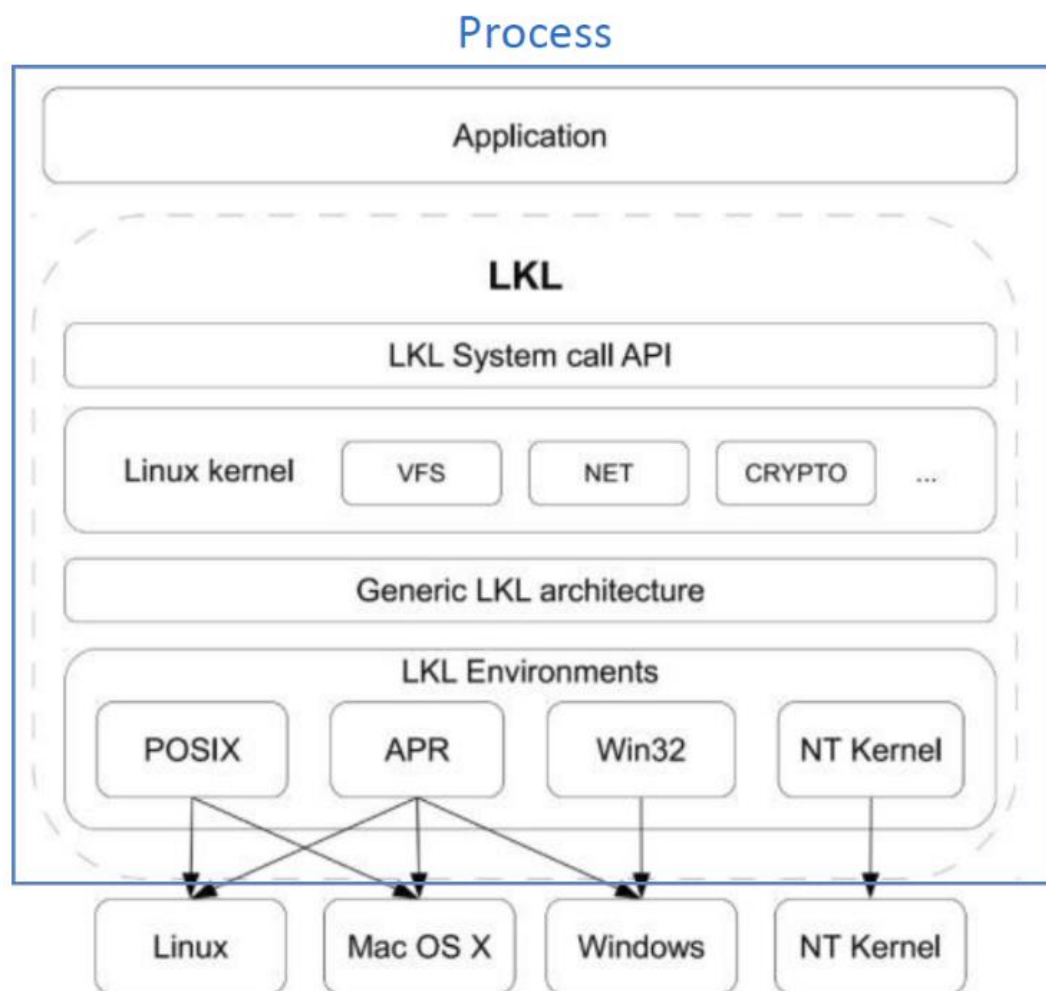 Process
Application
LKL
LKL System call API
Linux kernel
VFS
NET
CRYPTO
...
Generic LKL architecture
LKL Environments
POSIX
APR
Win32
NT Kernel
Linux
Mac OS X
Windows
NT Kernel